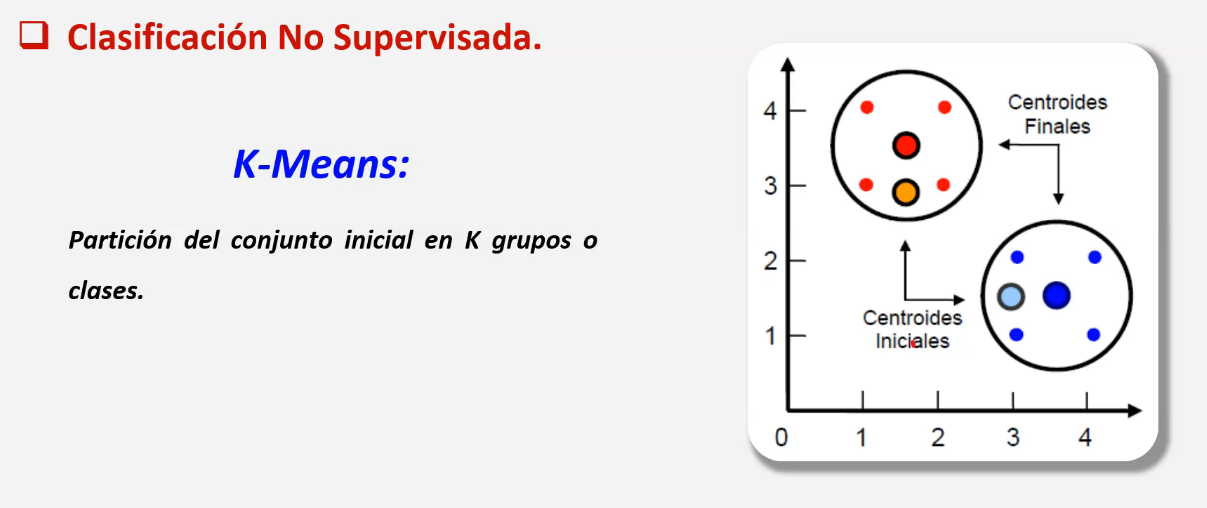 Clasificación No Supervisada.
K-Means:
Partición del conjunto inicial en K grupos o
clases.
Centroides
Finales
Centroides
Iniciales
4
3
2
1
0 1 2 3 4